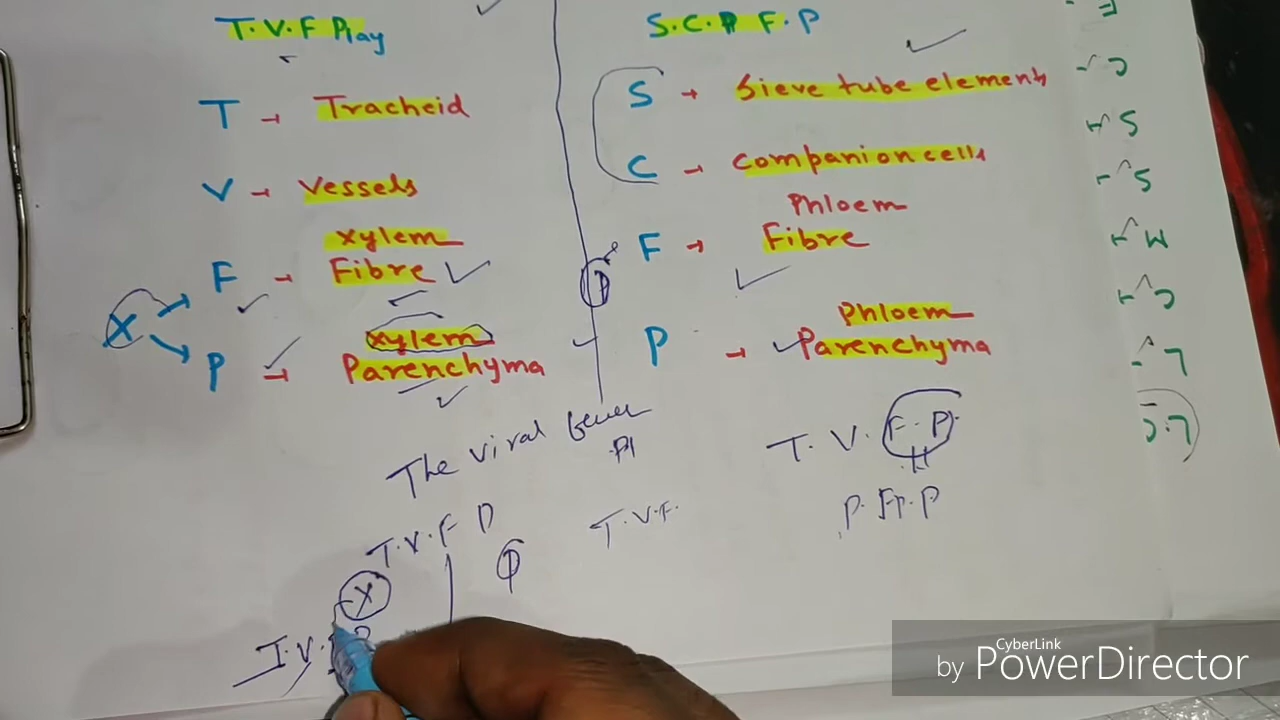 T.V.F Play
T → Tracheid
V → Vessels
F → Xylem
Fibre
X
P → Xylem
Parenchyma
S.C.P F.P
S → Sieve tube elements
C → Companion cells
F → Phloem
Fibre
P → Phloem
Parenchyma
The Viral
T.V.F P
X
T.V.F.
T. V. F. P.
CyberLink
by PowerDirector